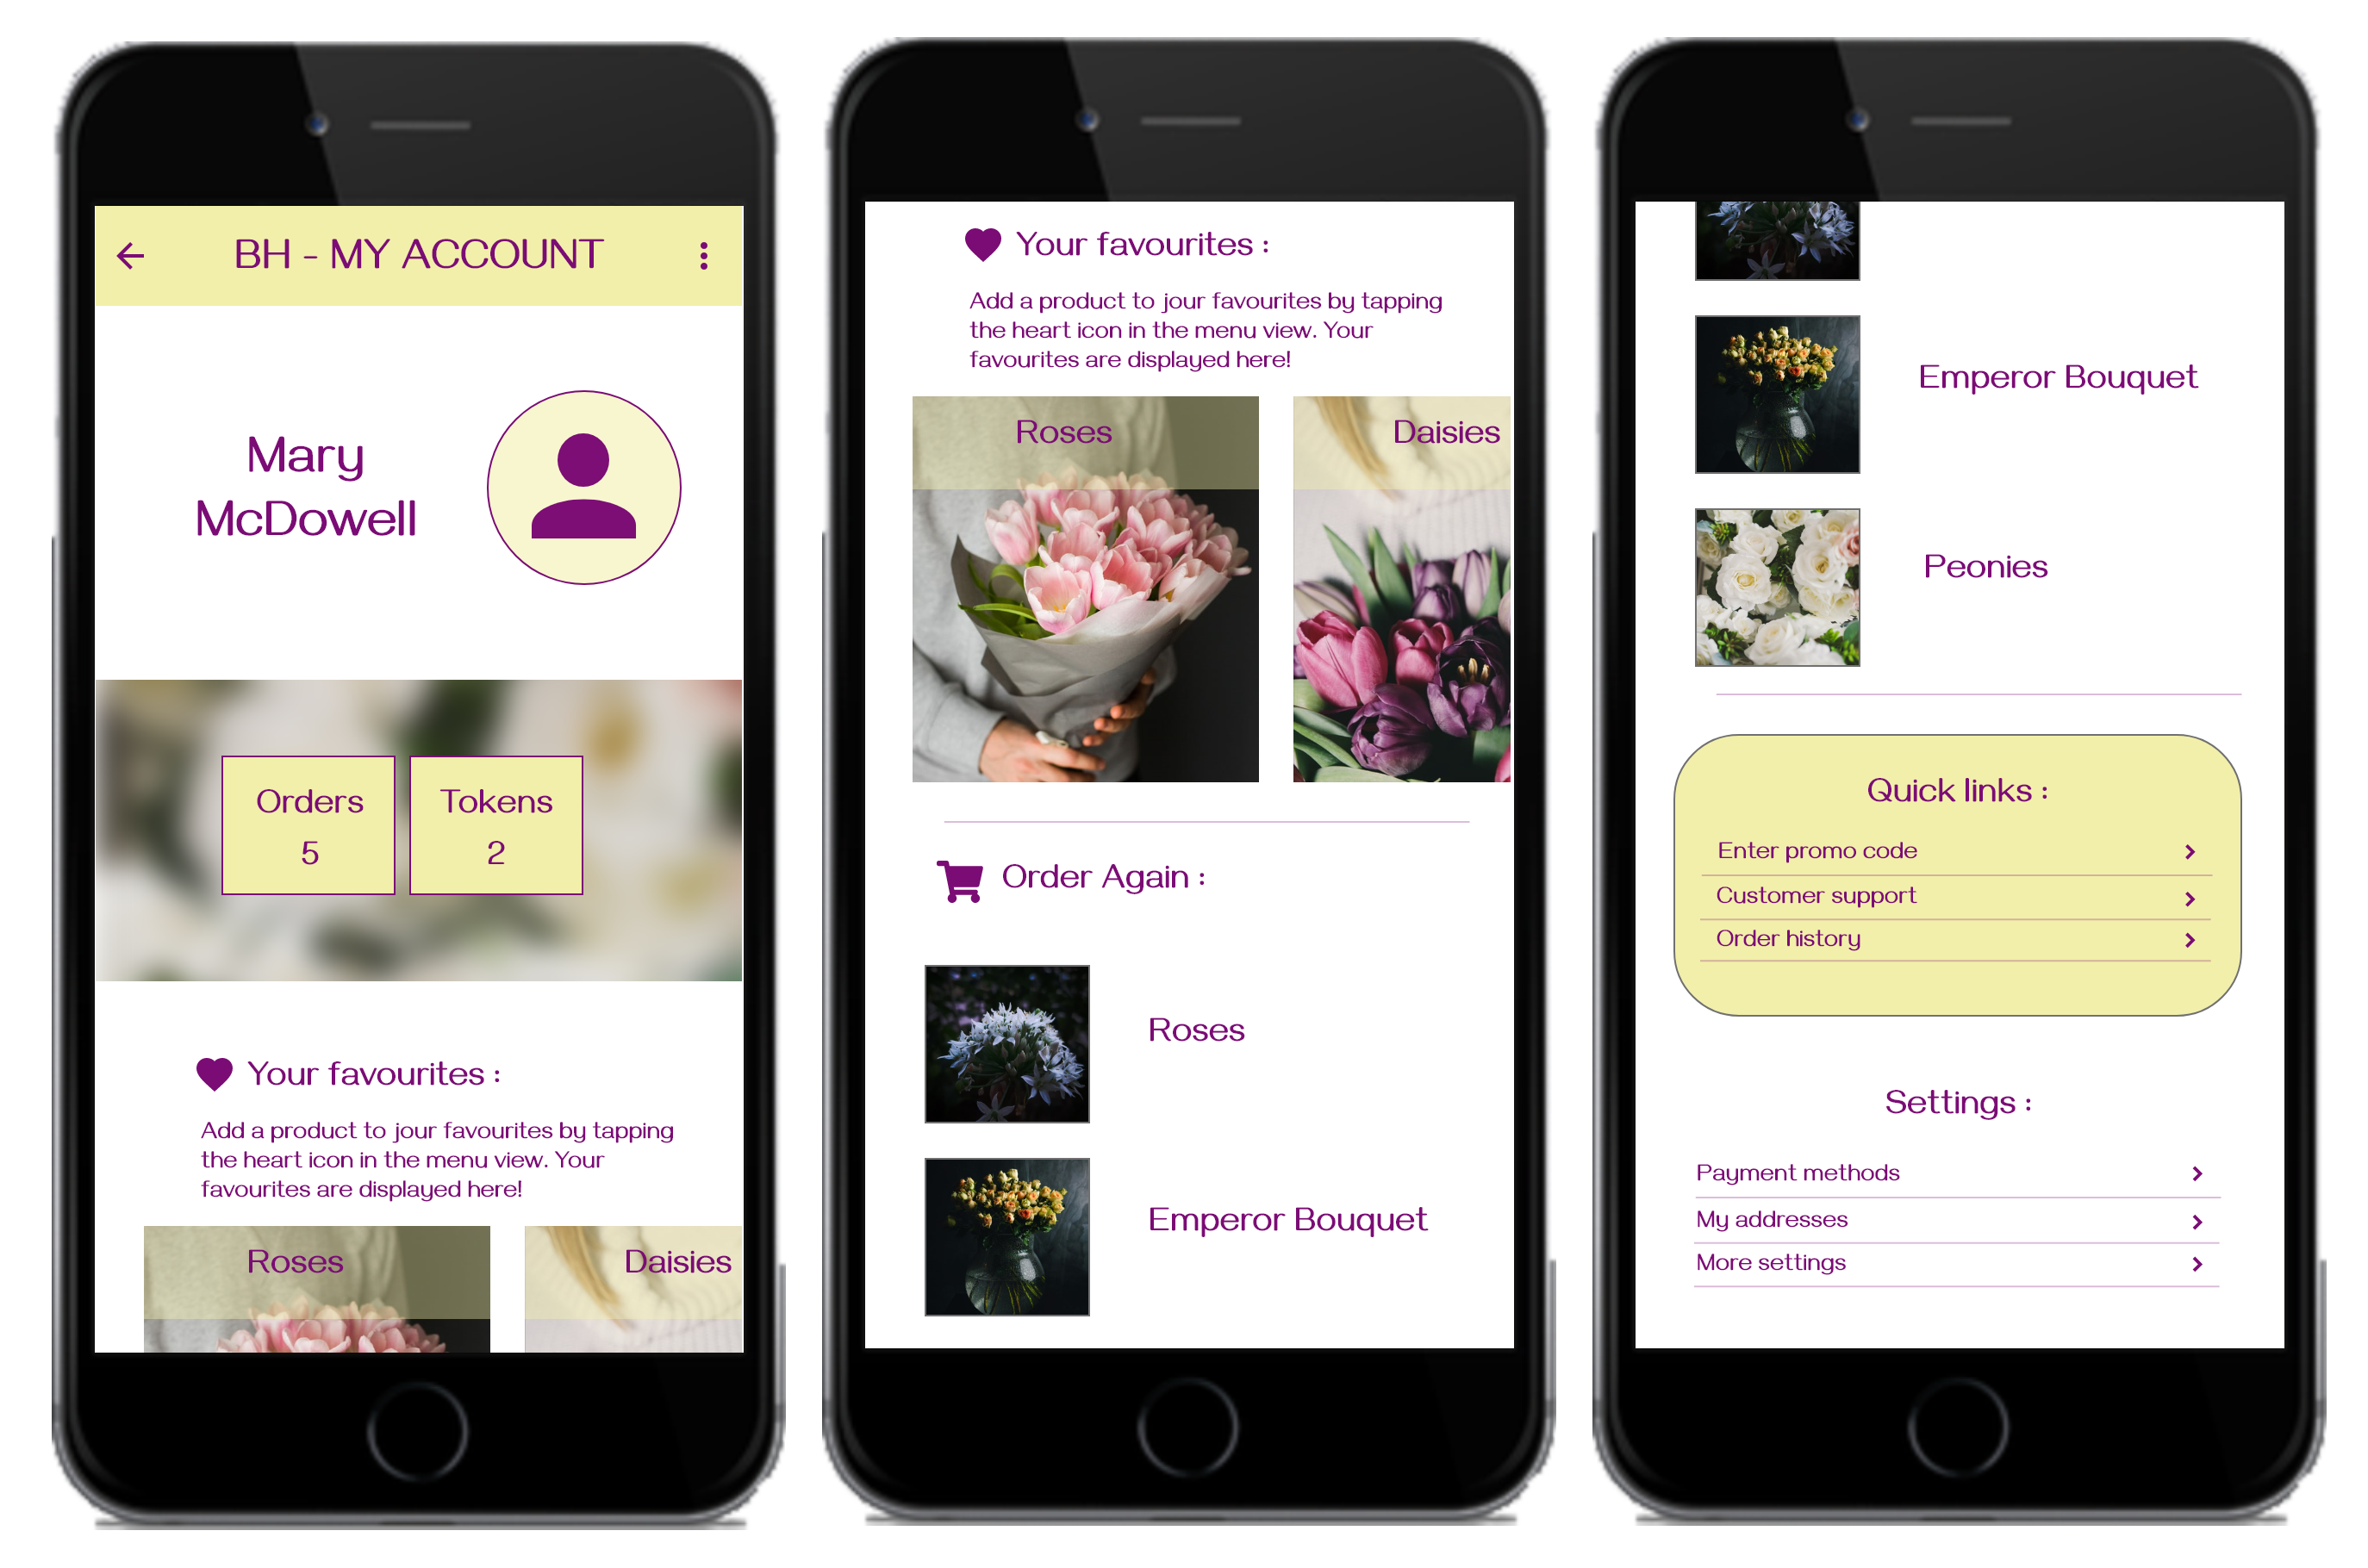 BH - MY ACCOUNT
Mary
McDowell
Orders
5
Tokens
2
Your favourites :
Add a product to jour favourites by tapping
the heart icon in the menu view. Your
favourites are displayed here!
Roses
Daisies
Your favourites :
Add a product to jour favourites by tapping
the heart icon in the menu view. Your
favourites are displayed here!
Roses
Daisies
Order Again :
Roses
Emperor Bouquet
Emperor Bouquet
Peonies
Quick links :
Enter promo code
Customer support
Order history
Settings :
Payment methods
My addresses
More settings